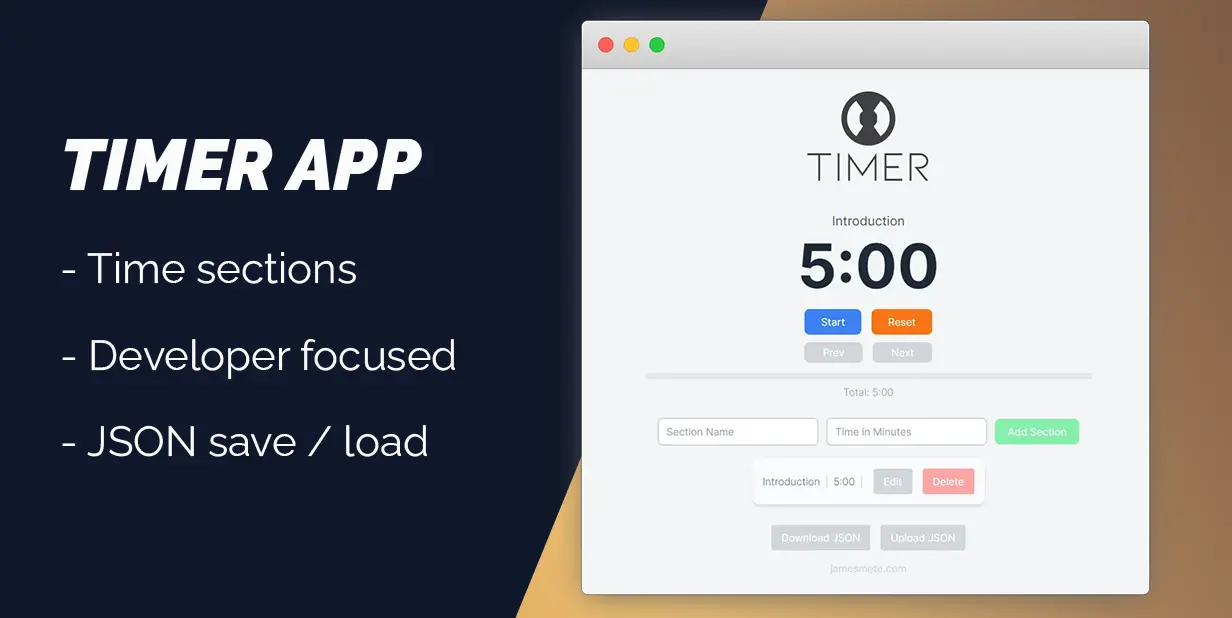 TIMER APP
- Time sections
- Developer focused
- JSON save / load
TIMER
Introduction
5:00
Start Reset
Prev Next
Total: 5:00
Section Name Time in Minutes Add Section
Introduction | 5:00 | Edit Delete
Download JSON Upload JSON
jamesmete.com